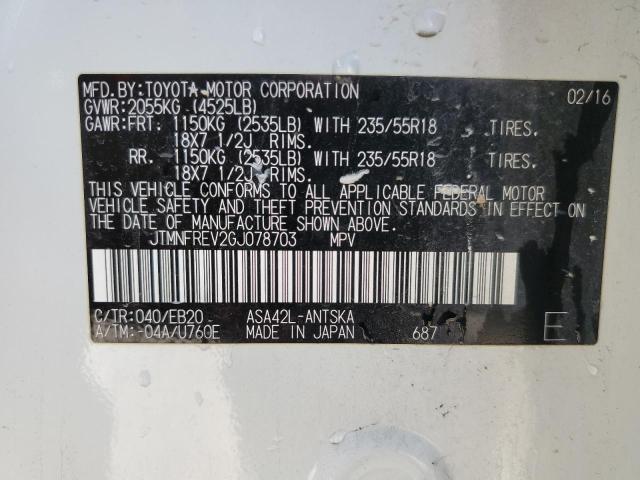 MFD.BY:TOYOTA MOTOR CORPORATION 02/16
GVWR:2055KG (4525LB)
GAWR:FRT. 1150KG (2535LB) WITH 235/55R18 TIRES.
18X7 1/2J RIMS.
RR. 1150KG (2535LB) WITH 235/55R18 TIRES.
18X7 1/2J RIMS.
THIS VEHICLE CONFORMS TO ALL APPLICABLE FEDERAL MOTOR
VEHICLE SAFETY AND THEFT PREVENTION STANDARDS IN EFFECT ON
THE DATE OF MANUFACTURE SHOWN ABOVE.
JTMNFREV2GJ078703 MPV
C/TR:040/EB20 ASA42L-ANTSKA
A/TM:-04A/U760E MADE IN JAPAN 687 E